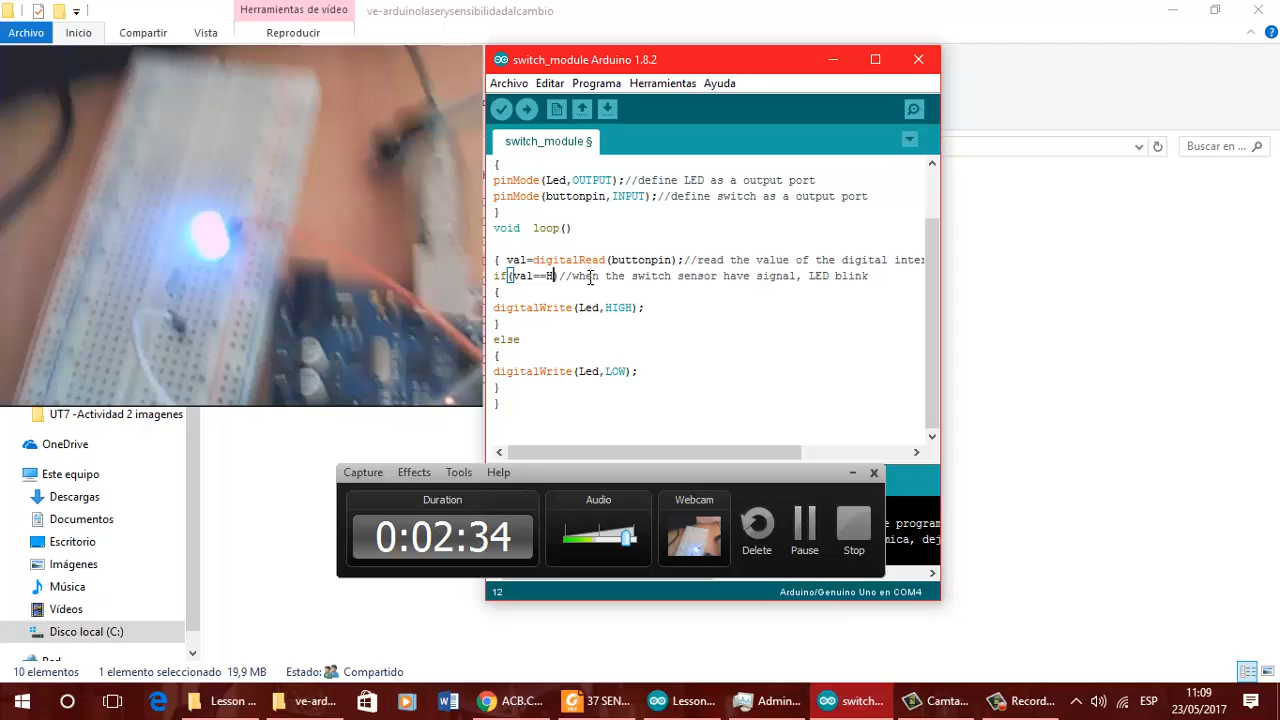 Herramientas de vídeo
ve-arduinolaserysensibilidadalcambio
Archivo
Inicio
Compartir
Vista
Reproducir
switch_module Arduino 1.8.2
Archivo Editar Programa Herramientas Ayuda
switch_module §
Buscar en ...
{
pinMode(Led,OUTPUT);//define LED as a output port
pinMode(buttonpin,INPUT);//define switch as a output port
}
void loop()
{ val=digitalRead(buttonpin);//read the value of the digital inter
if(val==H)//when the switch sensor have signal, LED blink
{
digitalWrite(Led,HIGH);
}
else
{
digitalWrite(Led,LOW);
}
}
UT7 -Actividad 2 imagenes
OneDrive
Este equipo
Descargas
Documentos
Escritorio
Imágenes
Música
Vídeos
Disco local (C:)
Capture Effects Tools Help
Duration
Audio
Webcam
0:02:34
Delete
Pause
Stop
e program
mica, dej
12
Arduino/Genuino Uno en COM4
10 elementos
1 elemento seleccionado 19,9 MB
Estado:
Compartido
Lesson ...
ve-ard...
ACB.C...
37 SEN...
Lesson...
Admin...
switch...
Camta...
Record...
ESP
11:09
23/05/2017